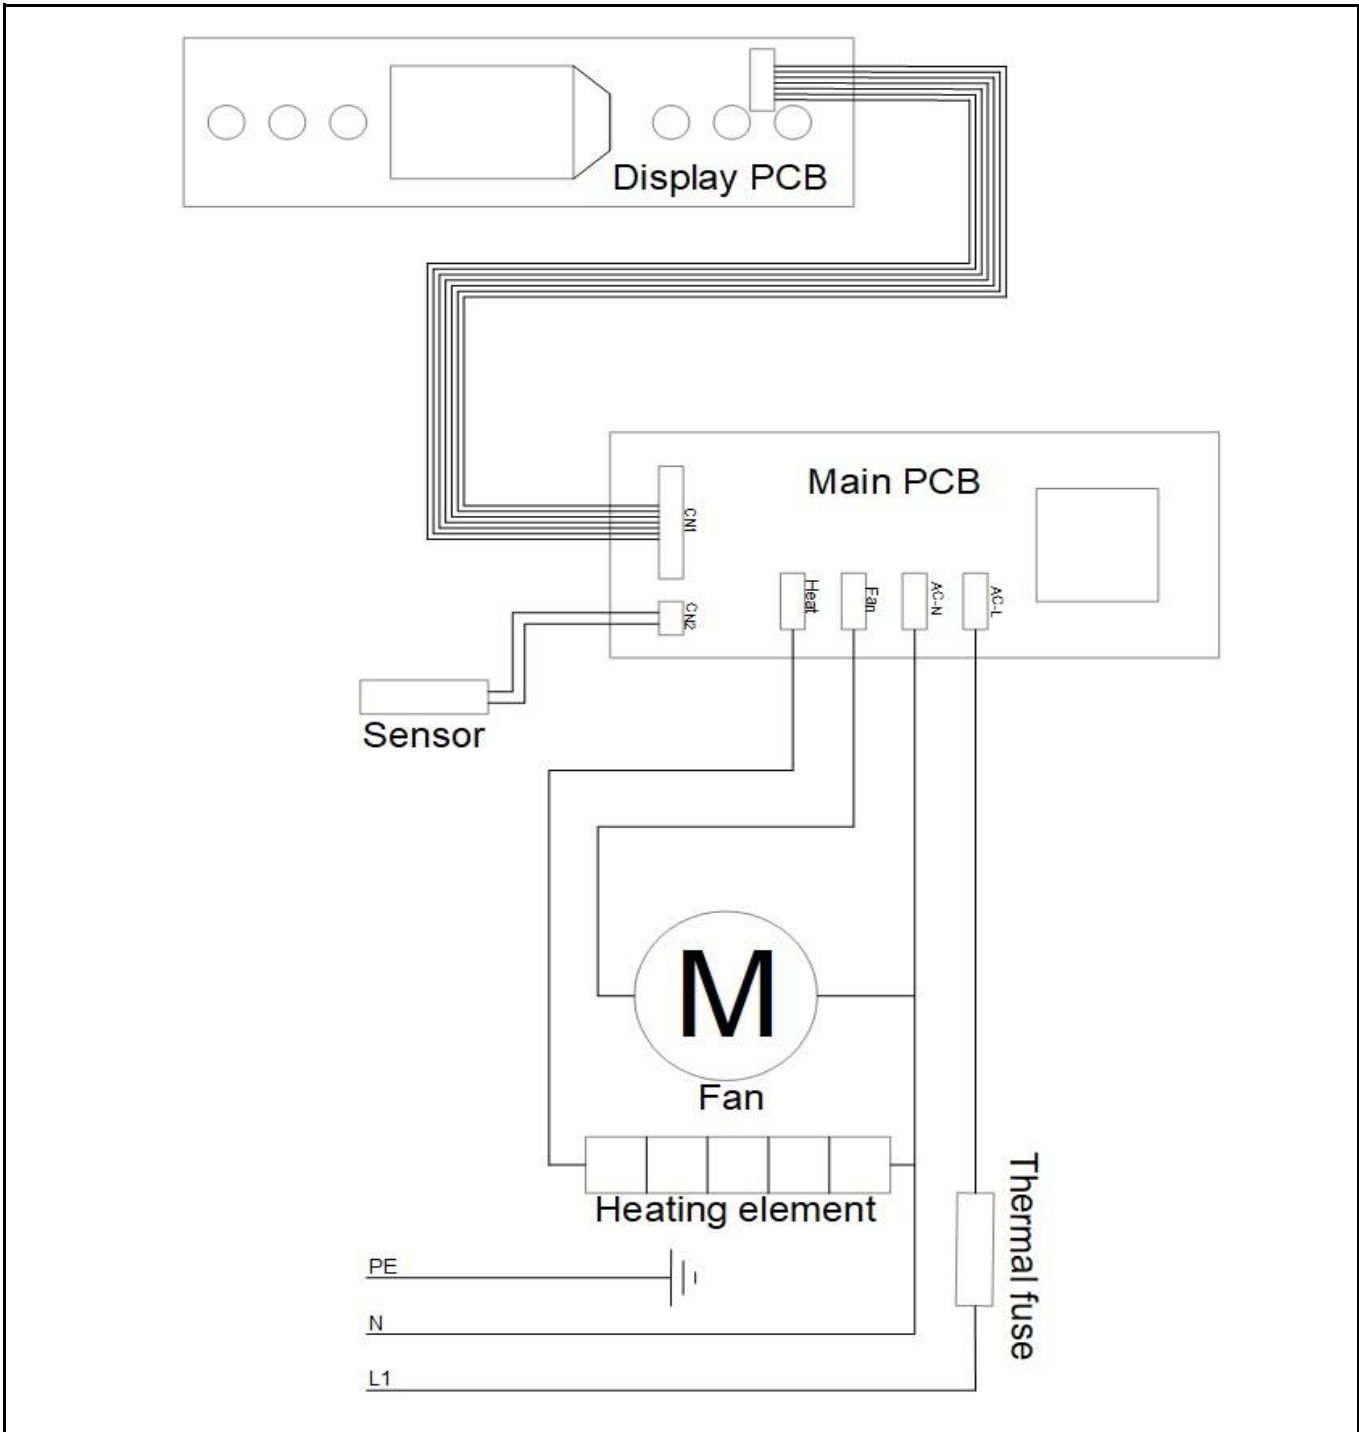 Display PCB
Main PCB
CN1
Heat
Fan
AC-N
AC-L
CN2
Sensor
M
Fan
Heating element
Thermal fuse
PE
N
L1